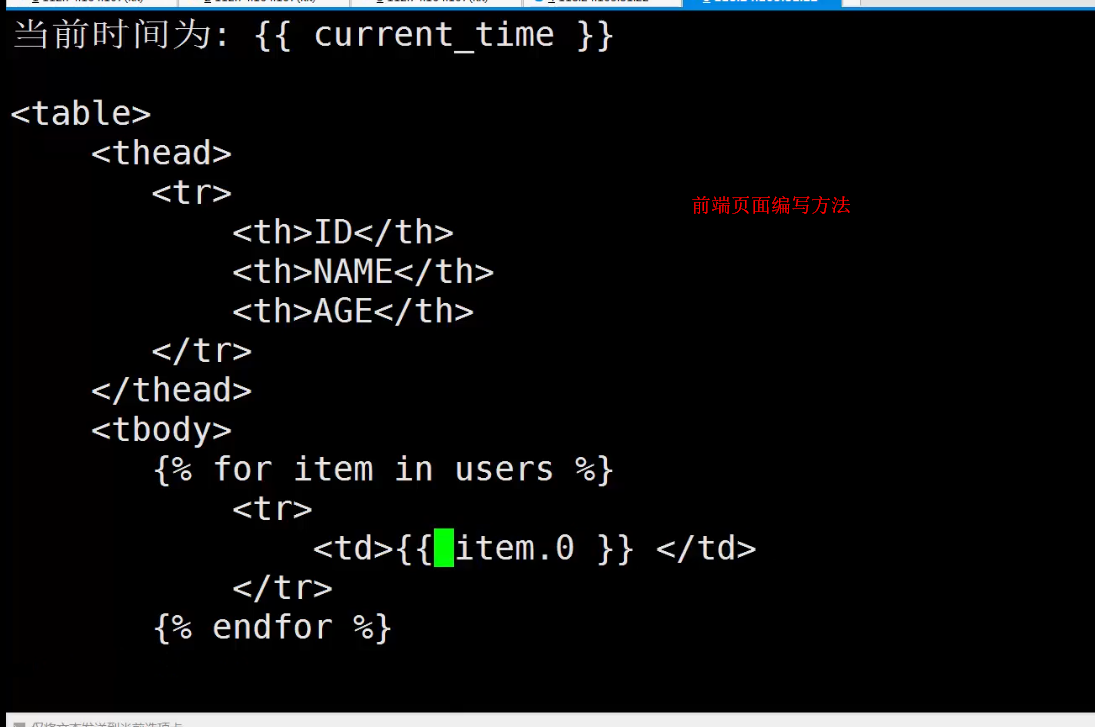 当前时间为: {{ current_time }}
<table>
<thead>
<tr>
前端页面编写方法
<th>ID</th>
<th>NAME</th>
<th>AGE</th>
</tr>
</thead>
<tbody>
{% for item in users %}
<tr>
<td>{{ item.0 }} </td>
</tr>
{% endfor %}